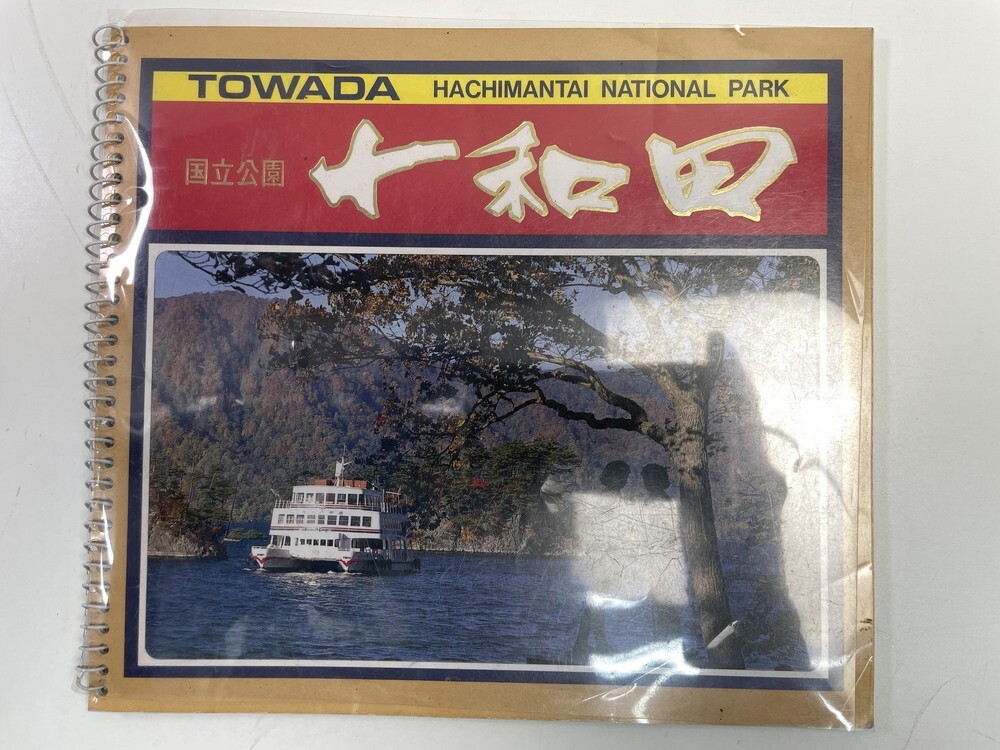 TOWADA HACHIMANTAI NATIONAL PARK
国立公園 十和田